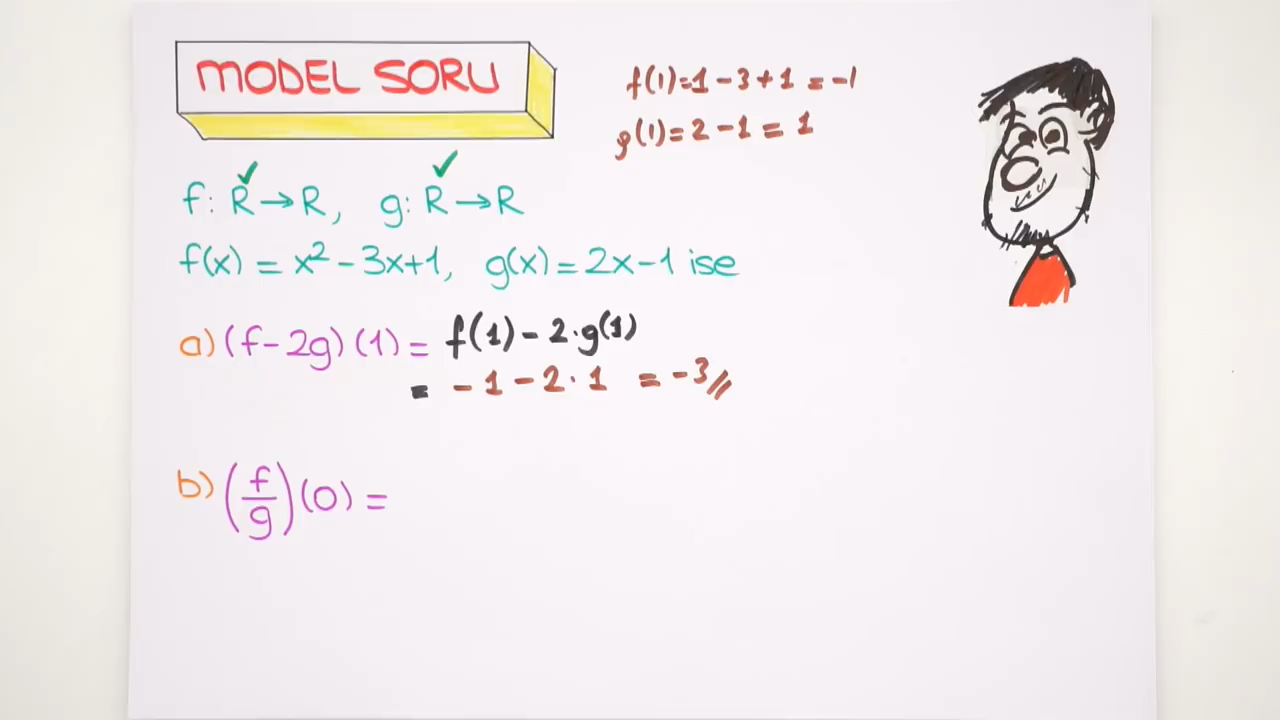 MODEL SORU
f(1)=1-3+1=-1
g(1)=2-1=1
f: R→R, g: R→R
f(x)=x²-3x+1, g(x)=2x-1 ise
a) (f-2g)(1)= f(1)-2·g(1)
= -1-2·1 = -3//
b) (f/g)(0)=